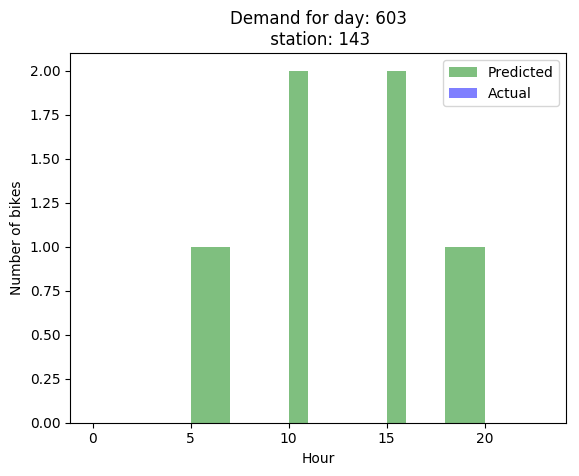 Demand for day: 603
station: 143
Predicted
Actual
Number of bikes
2.00
1.75
1.50
1.25
1.00
0.75
0.50
0.25
0.00
0 5 10 15 20
Hour